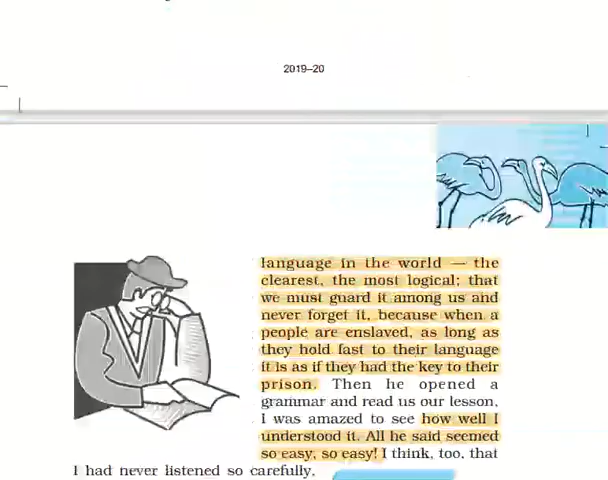 2019–20
language in the world — the
clearest, the most logical; that
we must guard it among us and
never forget it, because when a
people are enslaved, as long as
they hold fast to their language
it is as if they had the key to their
prison. Then he opened a
grammar and read us our lesson.
I was amazed to see how well I
understood it. All he said seemed
so easy, so easy! I think, too, that
I had never listened so carefully,